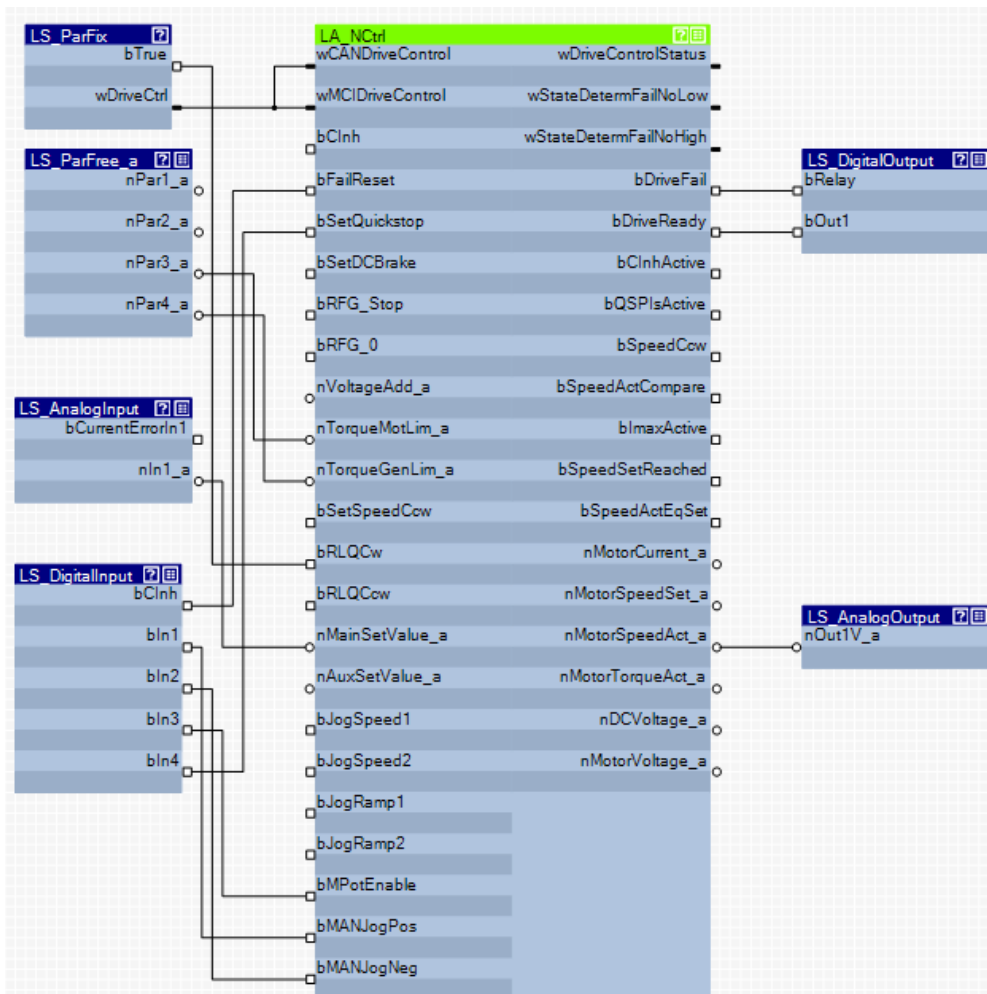 LS_ParFix
bTrue
wDriveCtrl
LS_ParFree_a
nPar1_a
nPar2_a
nPar3_a
nPar4_a
LS_AnalogInput
bCurrentErrorIn1
nIn1_a
LS_DigitalInput
bCInh
bIn1
bIn2
bIn3
bIn4
LA_NCtrl
wCANDriveControl
wDriveControlStatus
wMCIDriveControl
wStateDetermFailNoLow
bCInh
wStateDetermFailNoHigh
bFailReset
bDriveFail
bSetQuickstop
bDriveReady
bSetDCBrake
bCInhActive
bRFG_Stop
bQSPIsActive
bRFG_0
bSpeedCcw
nVoltageAdd_a
bSpeedActCompare
nTorqueMotLim_a
bImaxActive
nTorqueGenLim_a
bSpeedSetReached
bSetSpeedCcw
bSpeedActEqSet
bRLQCw
nMotorCurrent_a
bRLQCcw
nMotorSpeedSet_a
nMainSetValue_a
nMotorSpeedAct_a
nAuxSetValue_a
nMotorTorqueAct_a
bJogSpeed1
nDCVoltage_a
bJogSpeed2
nMotorVoltage_a
bJogRamp1
bJogRamp2
bMPotEnable
bMANJogPos
bMANJogNeg
LS_DigitalOutput
bRelay
bOut1
LS_AnalogOutput
nOut1V_a